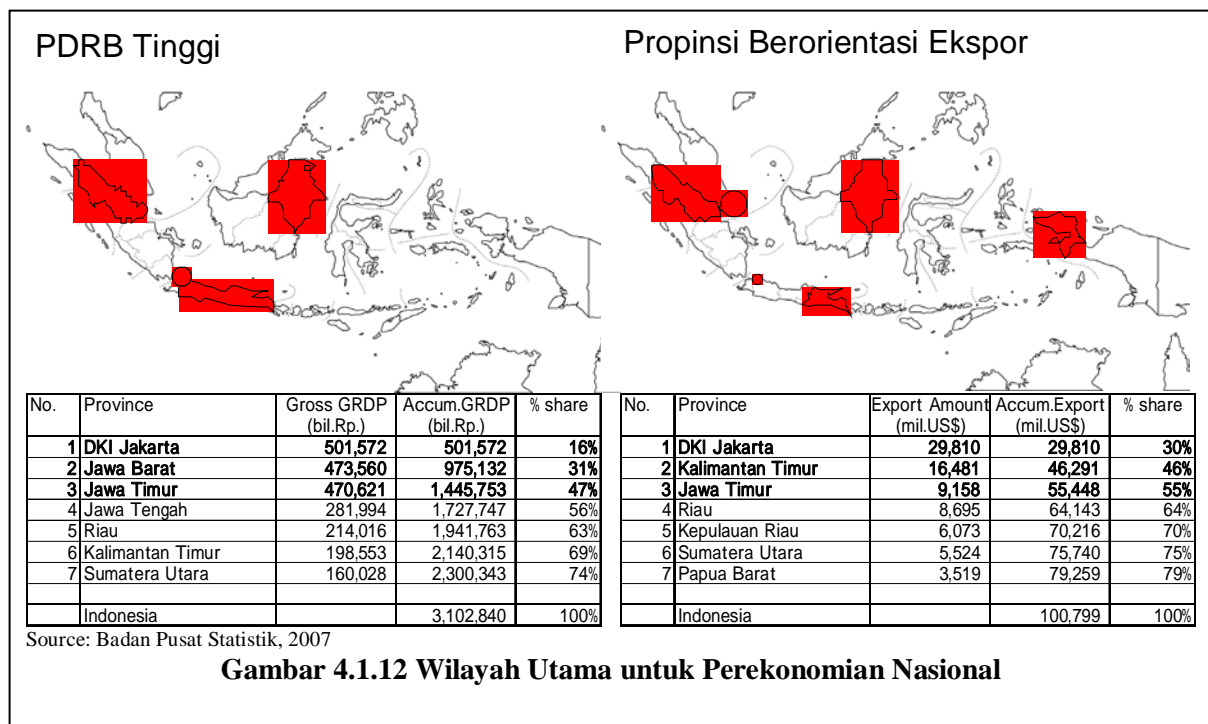 PDRB Tinggi
Propinsi Berorientasi Ekspor
No. Province Gross GRDP (bil.Rp.) Accum.GRDP (bil.Rp.) % share
1 DKI Jakarta 501,572 501,572 16%
2 Jawa Barat 473,560 975,132 31%
3 Jawa Timur 470,621 1,445,753 47%
4 Jawa Tengah 281,994 1,727,747 56%
5 Riau 214,016 1,941,763 63%
6 Kalimantan Timur 198,553 2,140,315 69%
7 Sumatera Utara 160,028 2,300,343 74%
Indonesia 3,102,840 100%
No. Province Export Amount (mil.US$) Accum.Export (mil.US$) % share
1 DKI Jakarta 29,810 29,810 30%
2 Kalimantan Timur 16,481 46,291 46%
3 Jawa Timur 9,158 55,448 55%
4 Riau 8,695 64,143 64%
5 Kepulauan Riau 6,073 70,216 70%
6 Sumatera Utara 5,524 75,740 75%
7 Papua Barat 3,519 79,259 79%
Indonesia 100,799 100%
Source: Badan Pusat Statistik, 2007
Gambar 4.1.12 Wilayah Utama untuk Perekonomian Nasional